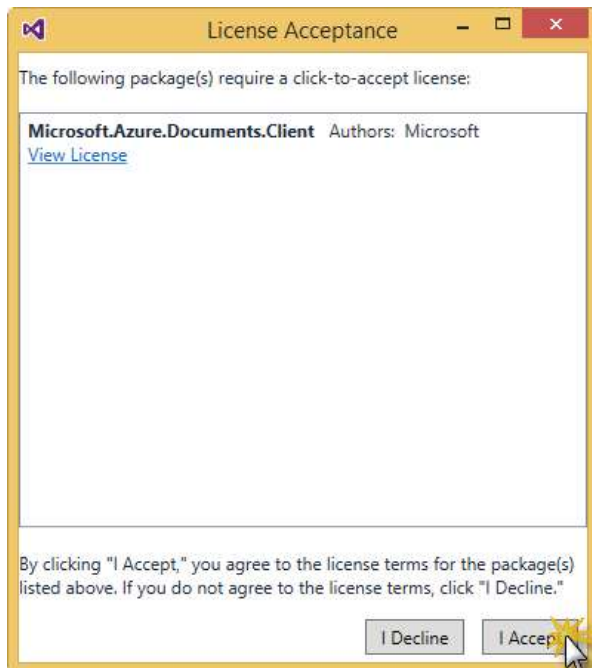 License Acceptance
The following package(s) require a click-to-accept license:
Microsoft.Azure.Documents.Client Authors: Microsoft
View License
By clicking "I Accept," you agree to the license terms for the package(s)
listed above. If you do not agree to the license terms, click "I Decline."
I Decline I Accept